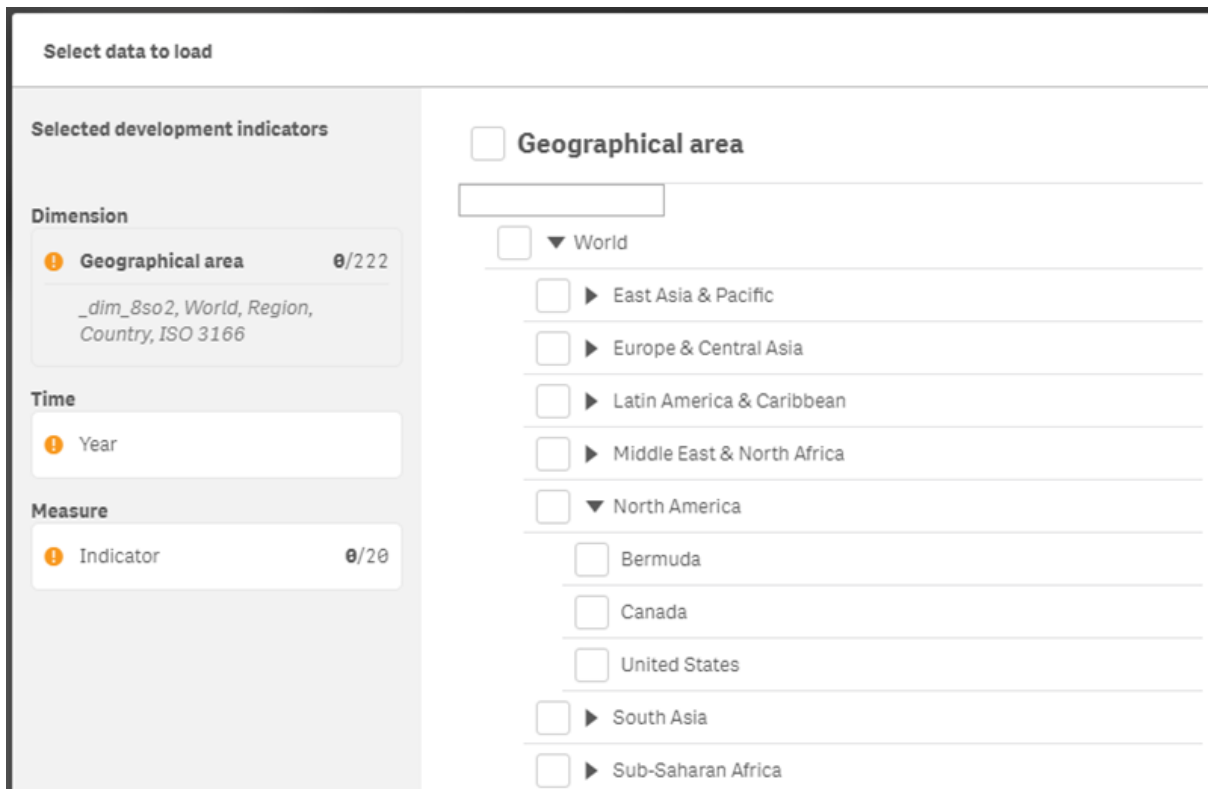 Select data to load
Selected development indicators
Dimension
Geographical area 0/222
_dim_8so2, World, Region,
Country, ISO 3166
Time
Year
Measure
Indicator 0/20
Geographical area
World
East Asia & Pacific
Europe & Central Asia
Latin America & Caribbean
Middle East & North Africa
North America
Bermuda
Canada
United States
South Asia
Sub-Saharan Africa